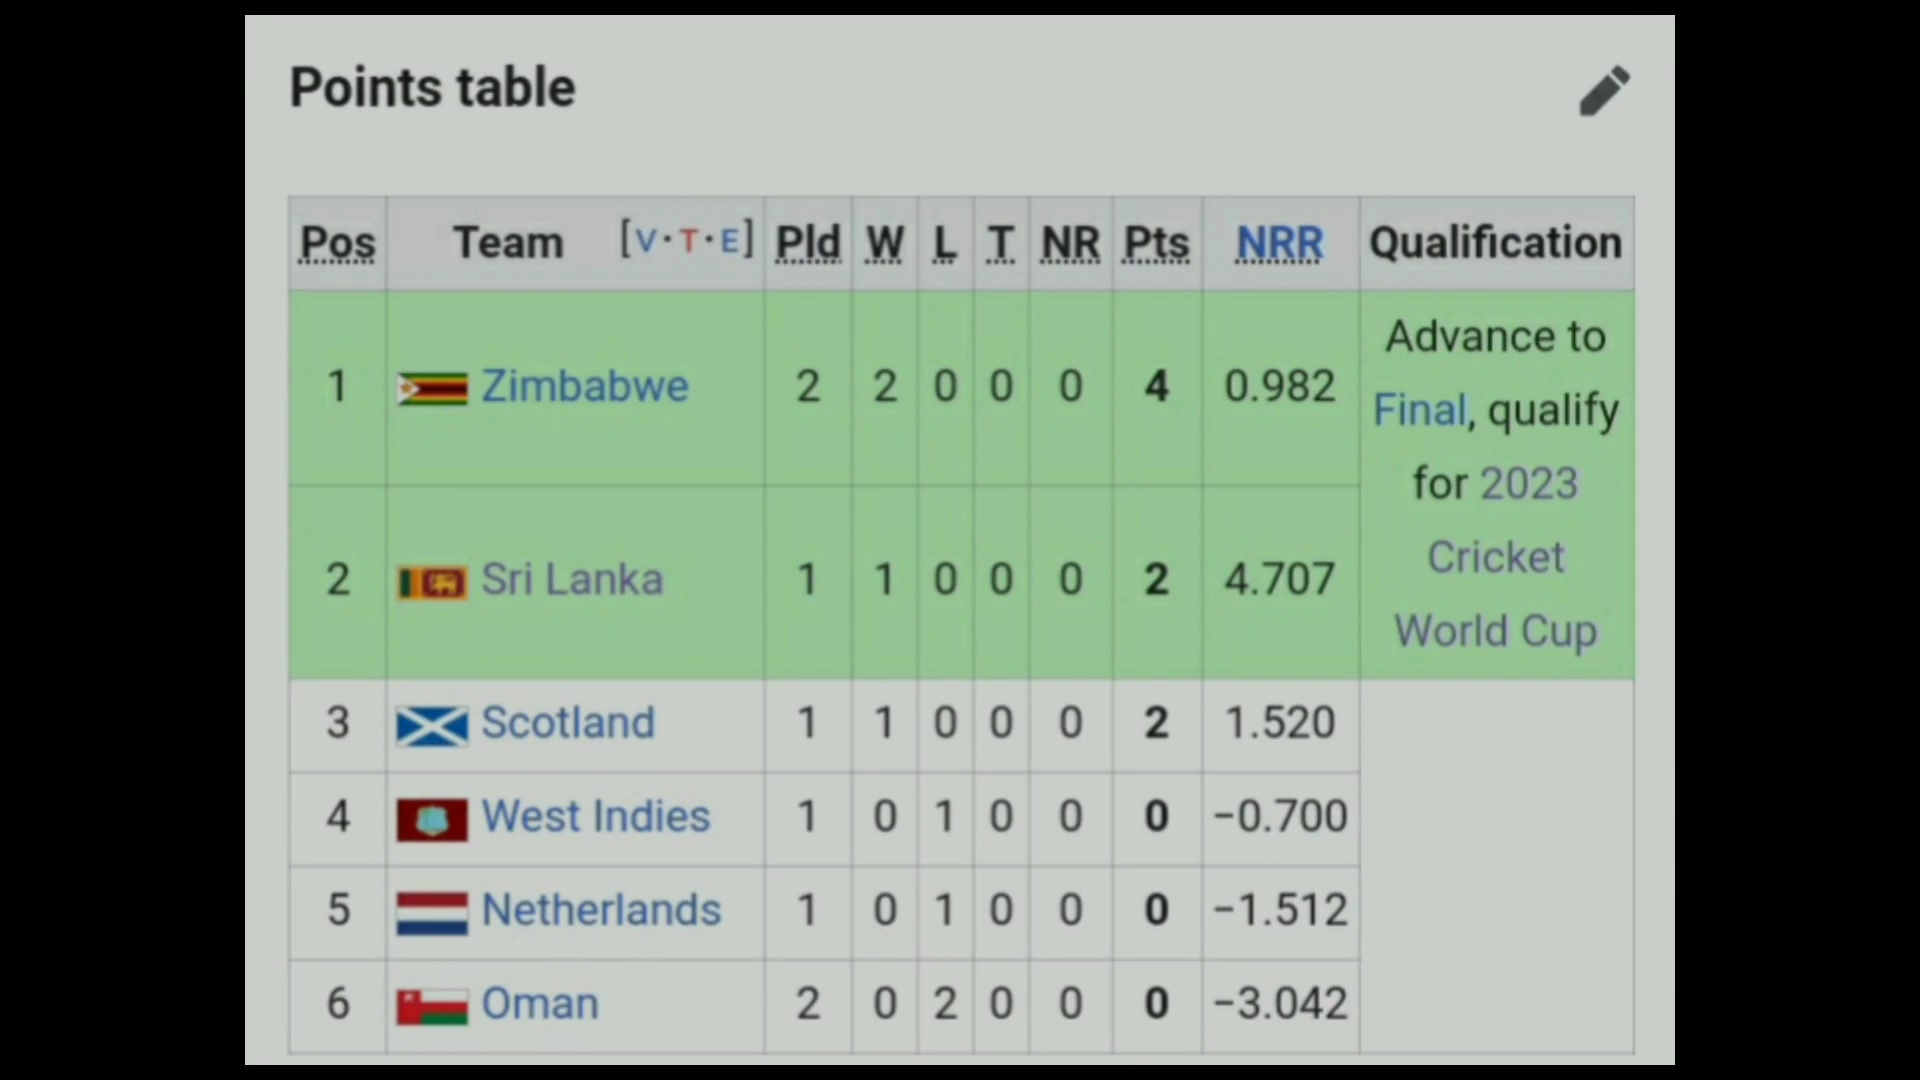 Points table
Pos Team [V·T·E] Pld W L T NR Pts NRR Qualification
1 Zimbabwe 2 2 0 0 0 4 0.982 Advance to
Final, qualify
for 2023
Cricket
World Cup
2 Sri Lanka 1 1 0 0 0 2 4.707
3 Scotland 1 1 0 0 0 2 1.520
4 West Indies 1 0 1 0 0 0 −0.700
5 Netherlands 1 0 1 0 0 0 −1.512
6 Oman 2 0 2 0 0 0 −3.042